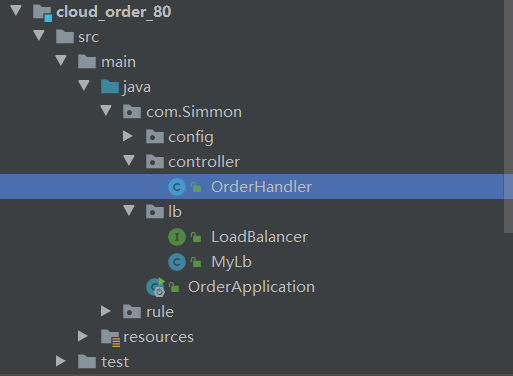 cloud_order_80
src
main
java
com.Simmon
config
controller
C OrderHandler
lb
I LoadBalancer
C MyLb
OrderApplication
rule
resources
test